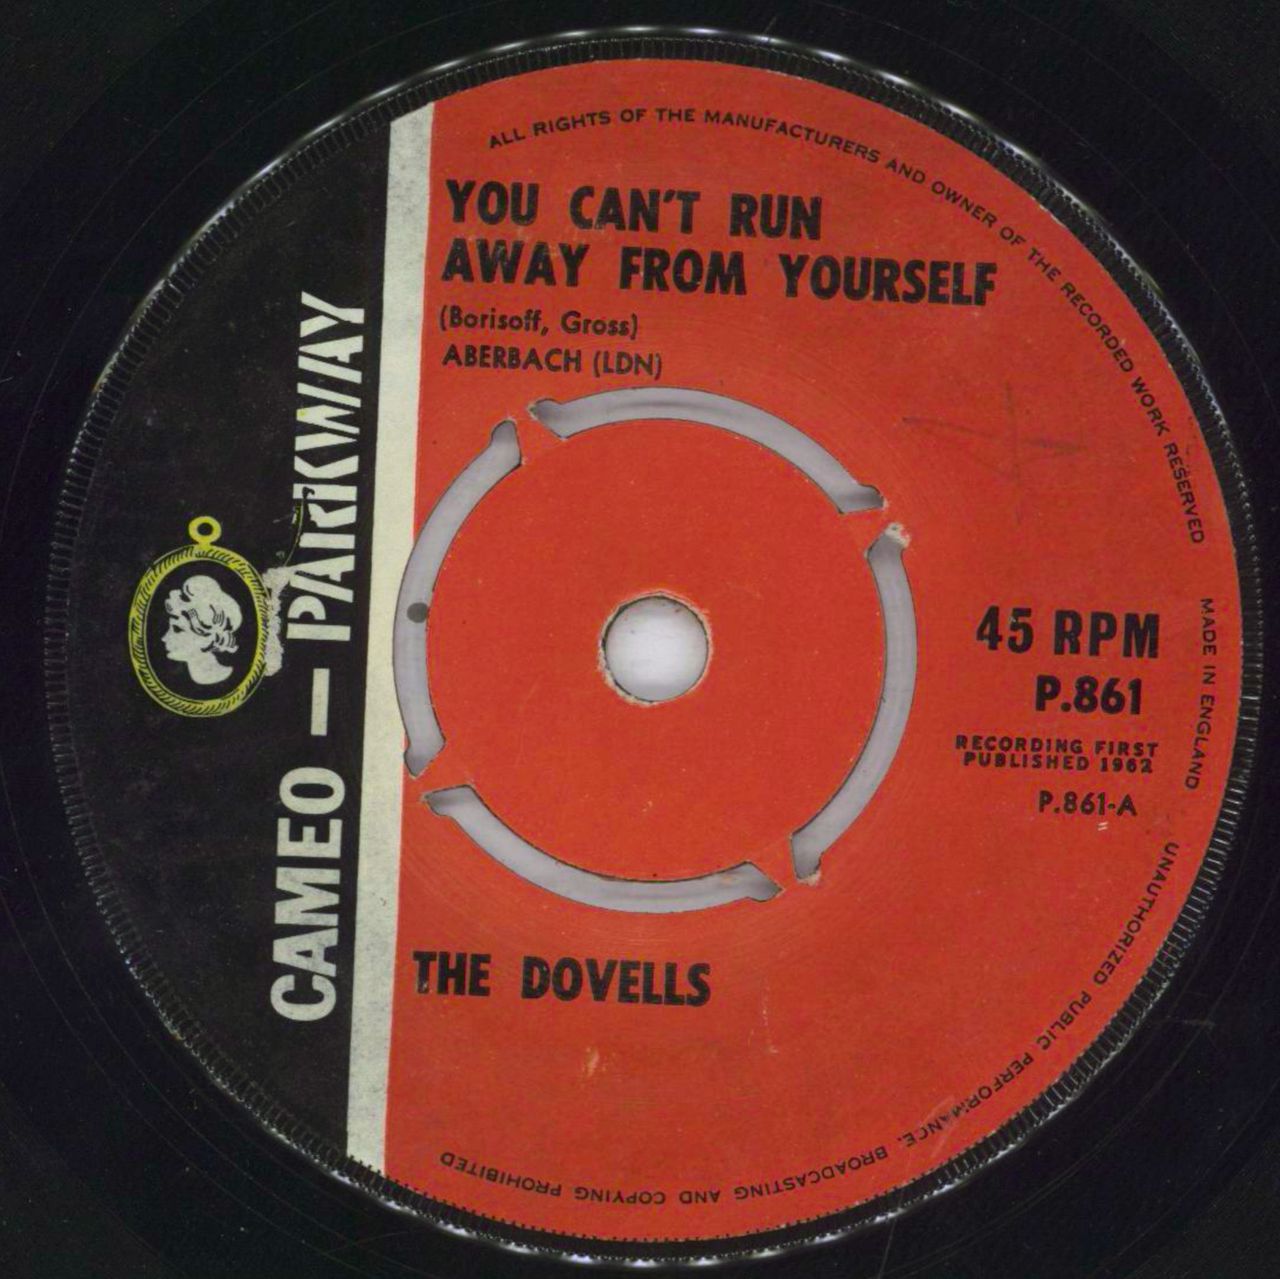 ALL RIGHTS OF THE MANUFACTURERS AND OWNER OF THE RECORDED WORK RESERVED
MADE IN ENGLAND
UNAUTHORIZED PUBLIC PERFORMANCE, BROADCASTING AND COPYING PROHIBITED
CAMEO — PARKWAY
YOU CAN'T RUN
AWAY FROM YOURSELF
(Borisoff, Gross)
ABERBACH (LDN)
45 RPM
P.861
RECORDING FIRST
PUBLISHED 1962
P.861-A
THE DOVELLS